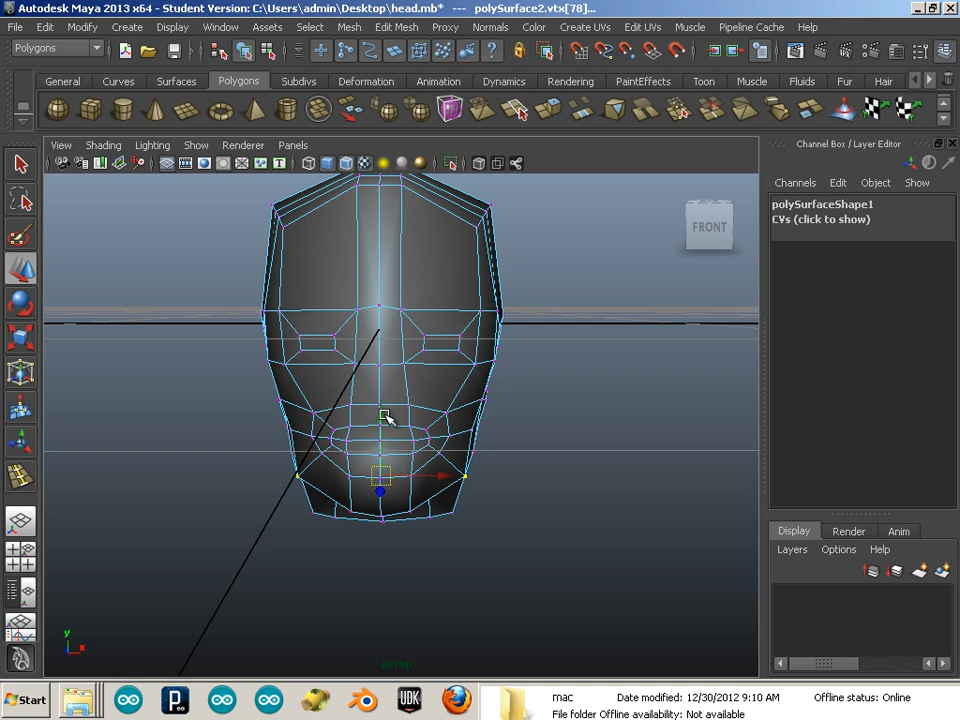 Autodesk Maya 2013 x64 - Student Version: C:\Users\admin\Desktop\head.mb* --- polySurface2.vtx[78]...
File Edit Modify Create Display Window Assets Select Mesh Edit Mesh Proxy Normals Color Create UVs Edit UVs Muscle Pipeline Cache Help
Polygons
General Curves Surfaces Polygons Subdivs Deformation Animation Dynamics Rendering PaintEffects Toon Muscle Fluids Fur Hair
View Shading Lighting Show Renderer Panels
Channel Box / Layer Editor
Channels Edit Object Show
polySurfaceShape1
CVs (click to show)
FRONT
Display Render Anim
Layers Options Help
y
x
persp
Start
P
UDK
mac Date modified: 12/30/2012 9:10 AM Offline status: Online
File folder Offline availability: Not available